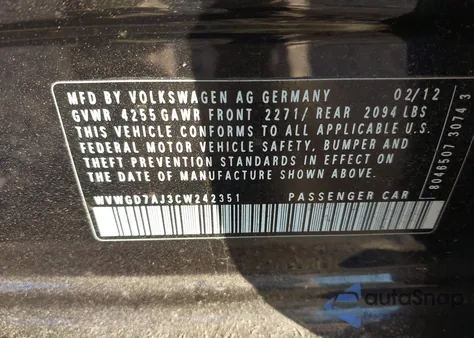 MFD BY VOLKSWAGEN AG GERMANY 02/12
GVWR 4255 GAWR FRONT 2271/ REAR 2094 LBS
THIS VEHICLE CONFORMS TO ALL APPLICABLE U.S.
FEDERAL MOTOR VEHICLE SAFETY, BUMPER AND
THEFT PREVENTION STANDARDS IN EFFECT ON
THE DATE OF MANUFACTURE SHOWN ABOVE.
WVWGD7AJ3CW242351 PASSENGER CAR
8046507 3074 3
autoSnap